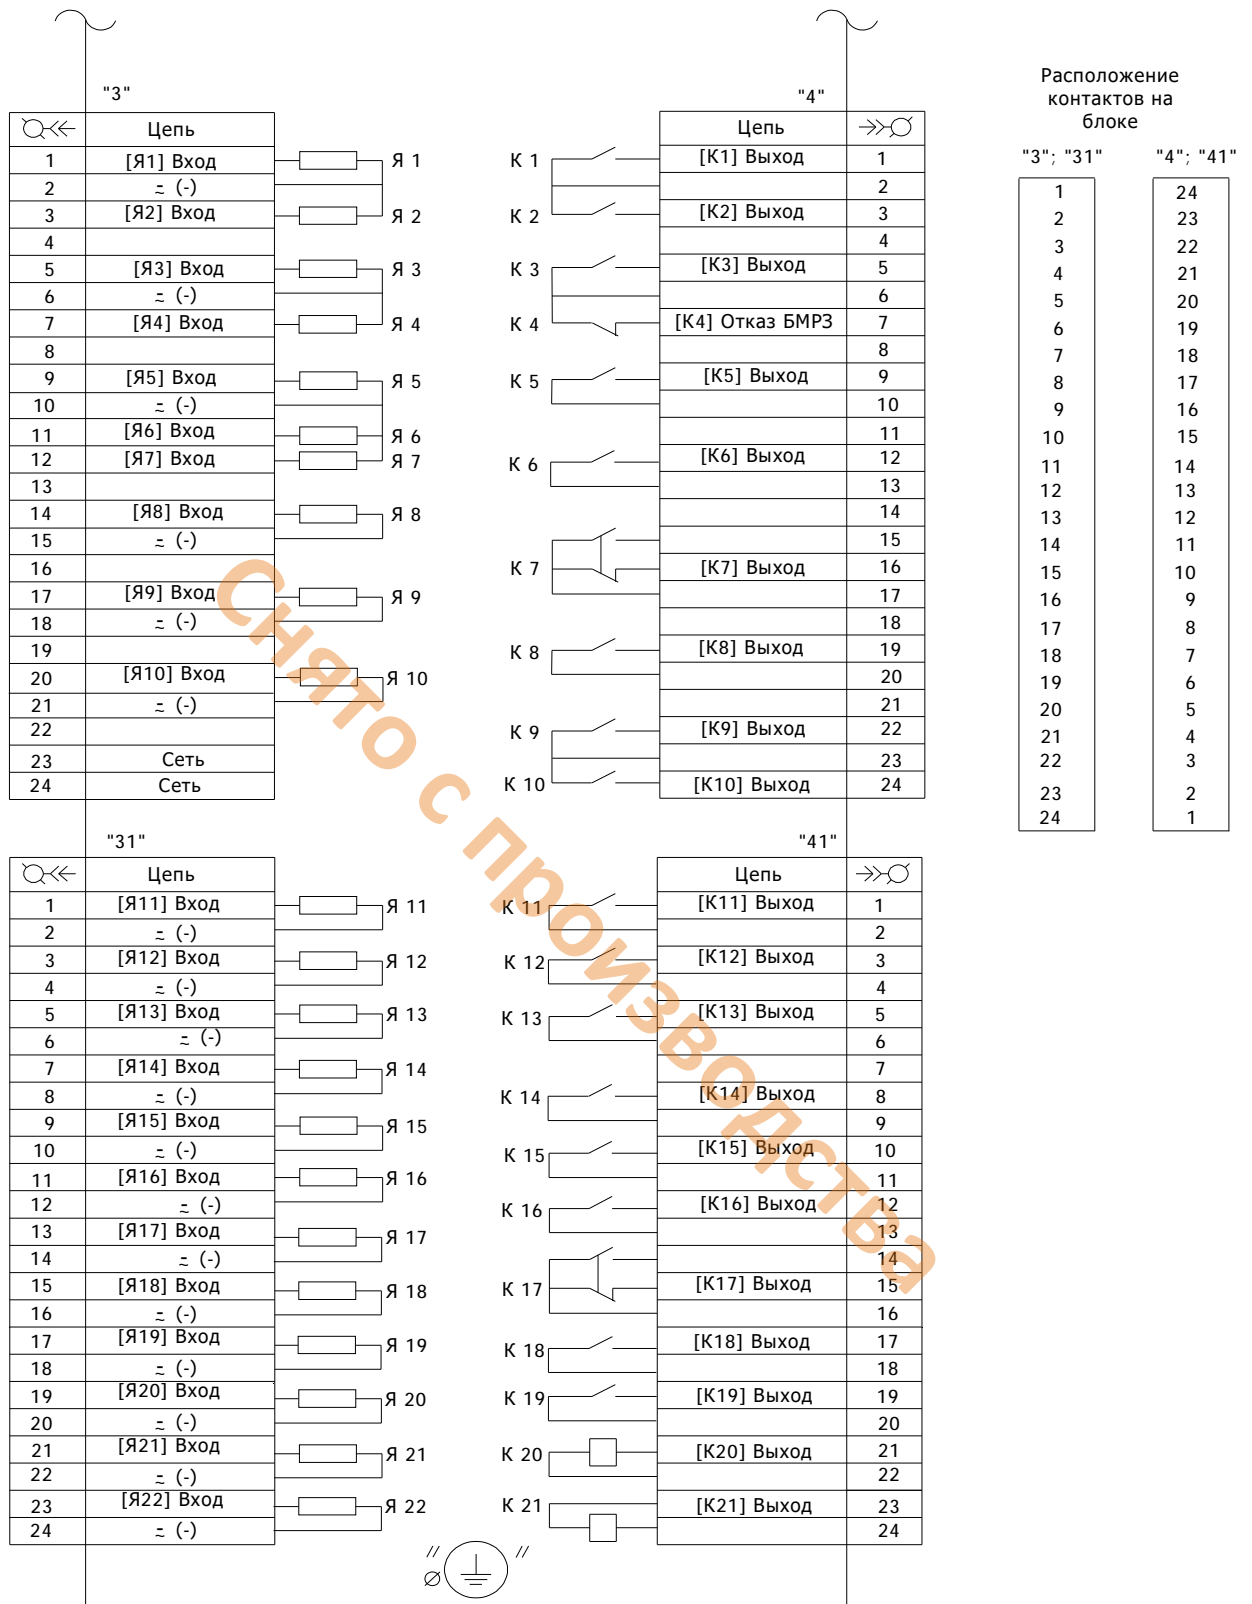 "3"
Цепь
1 [Я1] Вход Я 1
2 ~ (-)
3 [Я2] Вход Я 2
4
5 [Я3] Вход Я 3
6 ~ (-)
7 [Я4] Вход Я 4
8
9 [Я5] Вход Я 5
10 ~ (-)
11 [Я6] Вход Я 6
12 [Я7] Вход Я 7
13
14 [Я8] Вход Я 8
15 ~ (-)
16
17 [Я9] Вход Я 9
18 ~ (-)
19
20 [Я10] Вход Я 10
21 ~ (-)
22
23 Сеть
24 Сеть
"4"
Цепь
К 1 [К1] Выход 1
2
К 2 [К2] Выход 3
4
К 3 [К3] Выход 5
6
К 4 [К4] Отказ БМРЗ 7
8
К 5 [К5] Выход 9
10
11
К 6 [К6] Выход 12
13
14
15
К 7 [К7] Выход 16
17
18
К 8 [К8] Выход 19
20
21
К 9 [К9] Выход 22
23
К 10 [К10] Выход 24
Расположение
контактов на
блоке
"3"; "31" "4"; "41"
1 24
2 23
3 22
4 21
5 20
6 19
7 18
8 17
9 16
10 15
11 14
12 13
13 12
14 11
15 10
16 9
17 8
18 7
19 6
20 5
21 4
22 3
23 2
24 1
"31"
Цепь
1 [Я11] Вход Я 11
2 ~ (-)
3 [Я12] Вход Я 12
4 ~ (-)
5 [Я13] Вход Я 13
6 ~ (-)
7 [Я14] Вход Я 14
8 ~ (-)
9 [Я15] Вход Я 15
10 ~ (-)
11 [Я16] Вход Я 16
12 ~ (-)
13 [Я17] Вход Я 17
14 ~ (-)
15 [Я18] Вход Я 18
16 ~ (-)
17 [Я19] Вход Я 19
18 ~ (-)
19 [Я20] Вход Я 20
20 ~ (-)
21 [Я21] Вход Я 21
22 ~ (-)
23 [Я22] Вход Я 22
24 ~ (-)
"41"
Цепь
К 11 [К11] Выход 1
2
К 12 [К12] Выход 3
4
К 13 [К13] Выход 5
6
7
К 14 [К14] Выход 8
9
К 15 [К15] Выход 10
11
К 16 [К16] Выход 12
13
14
К 17 [К17] Выход 15
16
К 18 [К18] Выход 17
18
К 19 [К19] Выход 19
20
К 20 [К20] Выход 21
22
К 21 [К21] Выход 23
24
Снято с производства